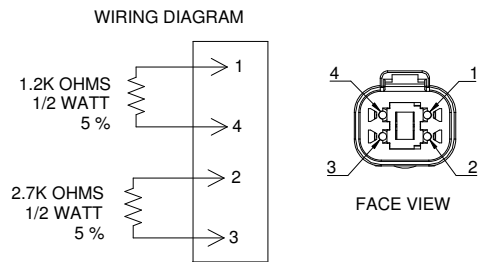 WIRING DIAGRAM
1.2K OHMS
1/2 WATT
5 %
1
4
2.7K OHMS
1/2 WATT
5 %
2
3
4
1
3
2
FACE VIEW